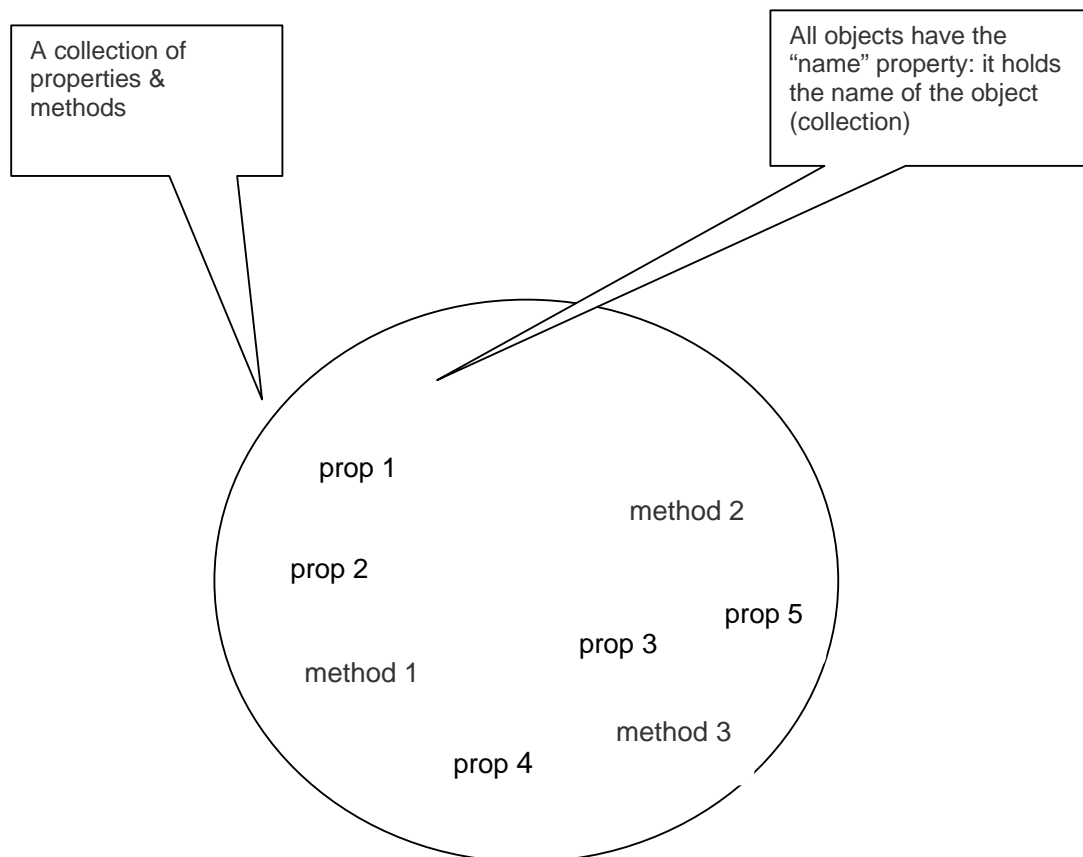 A collection of
properties &
methods
All objects have the
“name” property: it holds
the name of the object
(collection)
prop 1
method 2
prop 2
prop 5
prop 3
method 1
method 3
prop 4